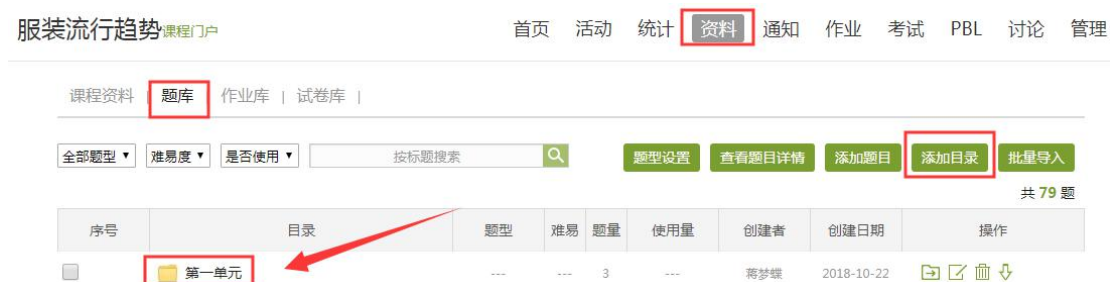 服装流行趋势课程门户 首页 活动 统计 资料 通知 作业 考试 PBL 讨论 管理
课程资料 | 题库 作业库 | 试卷库 |
全部题型 难易度 是否使用 按标题搜索 题型设置 查看题目详情 添加题目 添加目录 批量导入
共 79 题
序号 目录 题型 难易 题量 使用量 创建者 创建日期 操作
第一单元 --- --- 3 --- 蒋梦蝶 2018-10-22